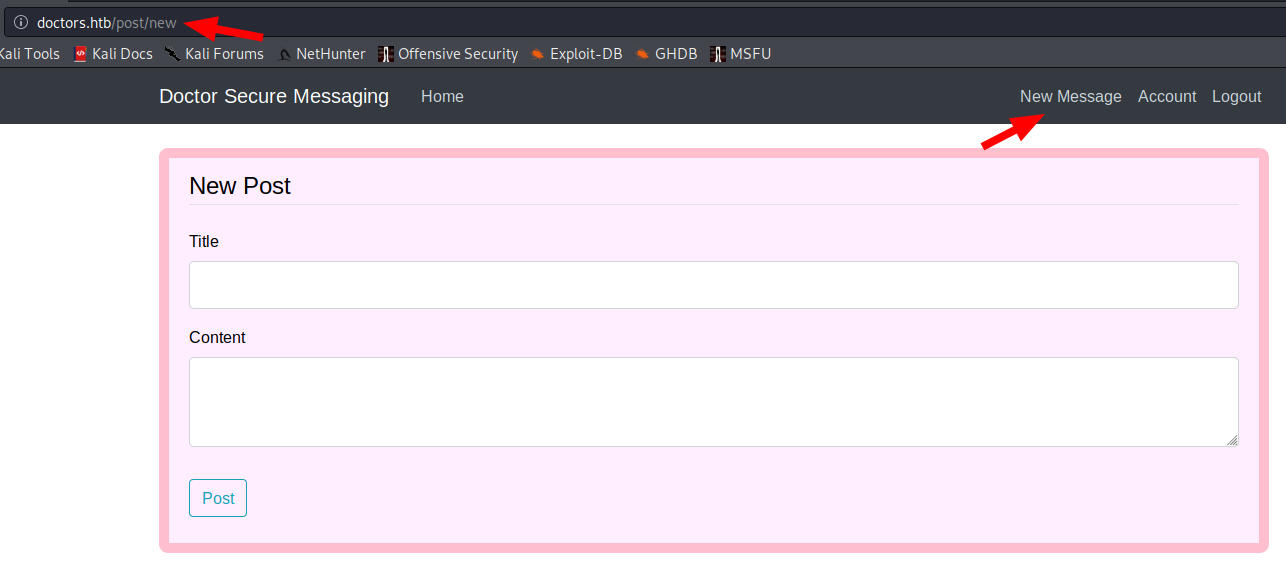 doctors.htb/post/new
Kali Tools Kali Docs Kali Forums NetHunter Offensive Security Exploit-DB GHDB MSFU
Doctor Secure Messaging Home New Message Account Logout
New Post
Title
Content
Post